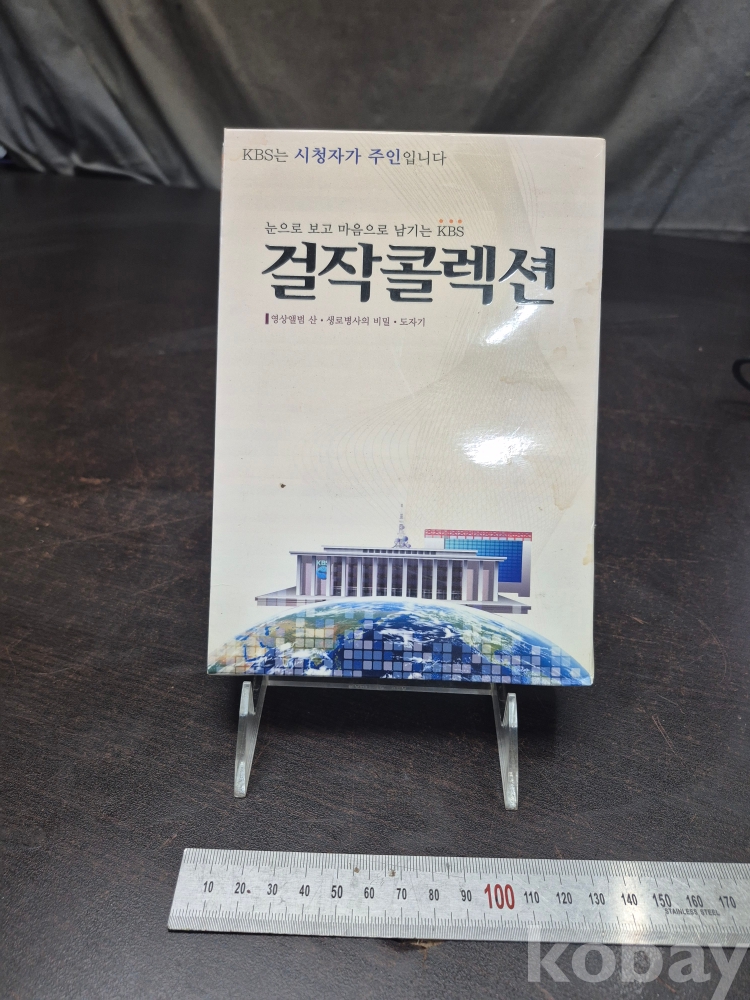 KBS는 시청자가 주인입니다
눈으로 보고 마음으로 남기는 KBS
걸작콜렉션
영상앨범 산 • 생로병사의 비밀 • 도자기
KBS
10 20 30 40 50 60 70 80 90 100 110 120 130 140 150 160 170
STAINLESS STEEL
kobay